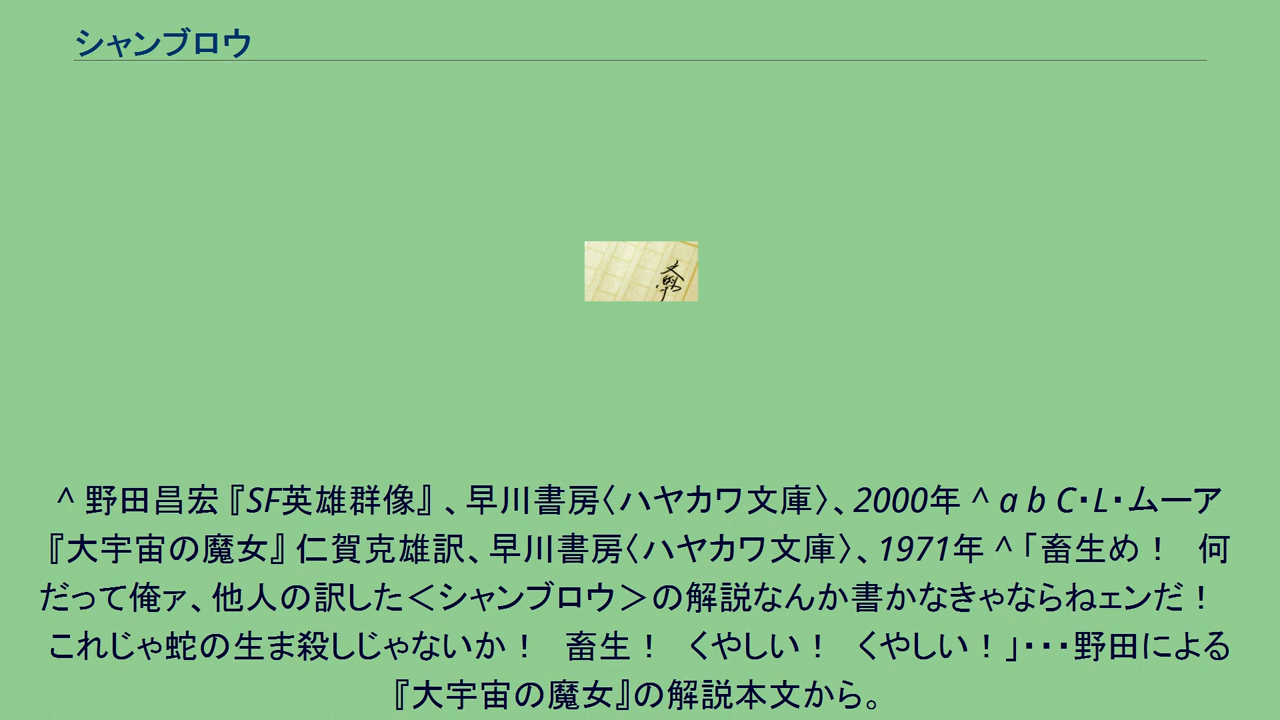 シャンブロウ
^ 野田昌宏『SF英雄群像』、早川書房〈ハヤカワ文庫〉、2000年 ^ a b C・L・ムーア
『大宇宙の魔女』仁賀克雄訳、早川書房〈ハヤカワ文庫〉、1971年 ^「畜生め！　何
だって俺ァ、他人の訳した＜シャンブロウ＞の解説なんか書かなきゃならねェンだ！
これじゃ蛇の生ま殺しじゃないか！　畜生！　くやしい！　くやしい！」・・・野田による
『大宇宙の魔女』の解説本文から。